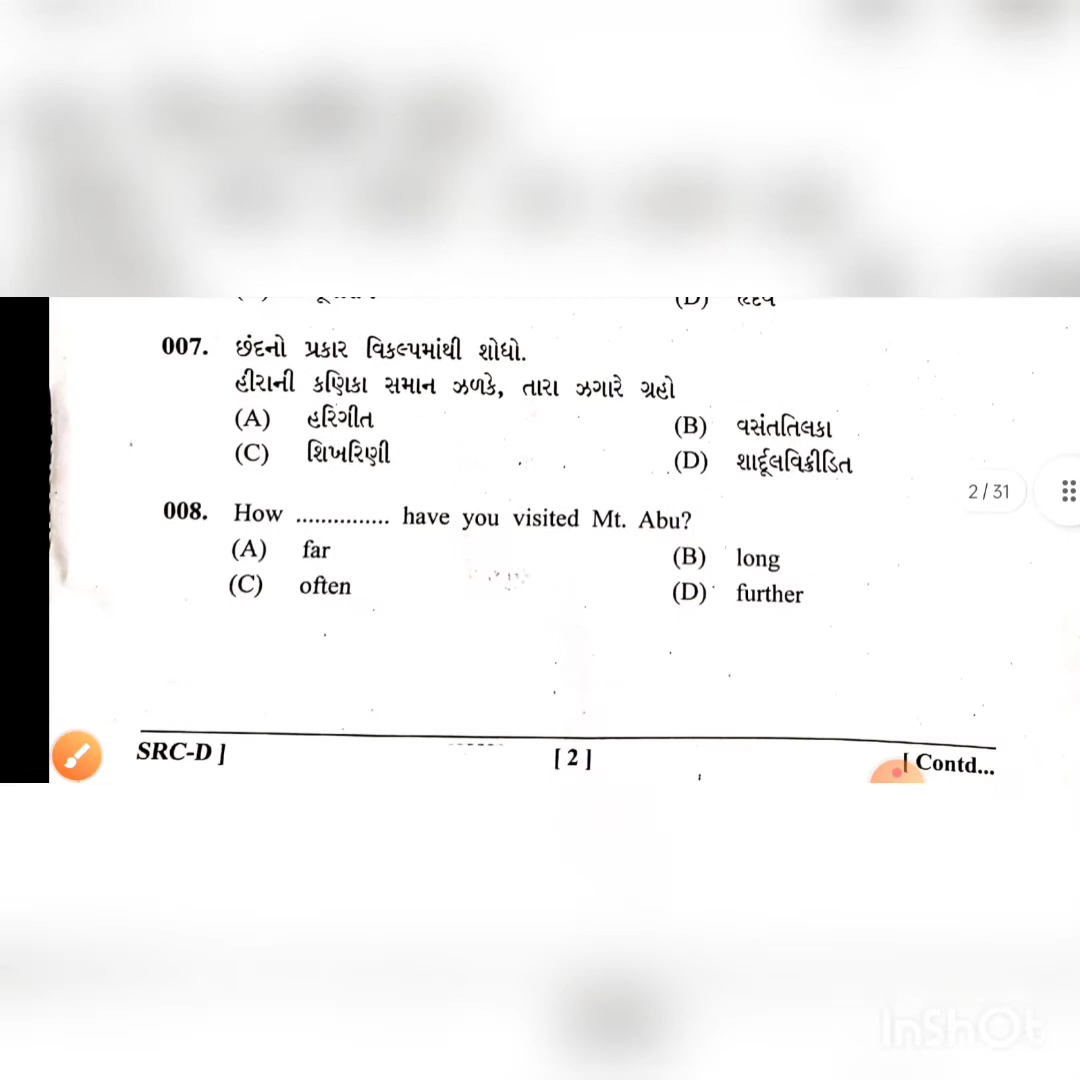 (D) હૃદય
007. છંદનો પ્રકાર વિકલ્પમાંથી શોધો.
હીરાની કણિકા સમાન ઝળકે, તારા ઝગારે ગ્રહો
(A) હરિગીત (B) વસંતતિલકા
(C) શિખરિણી (D) શાર્દૂલવિક્રીડિત
2/31
008. How ............... have you visited Mt. Abu?
(A) far (B) long
(C) often (D) further
SRC-D ] [ 2 ] [ Contd...
InShOt